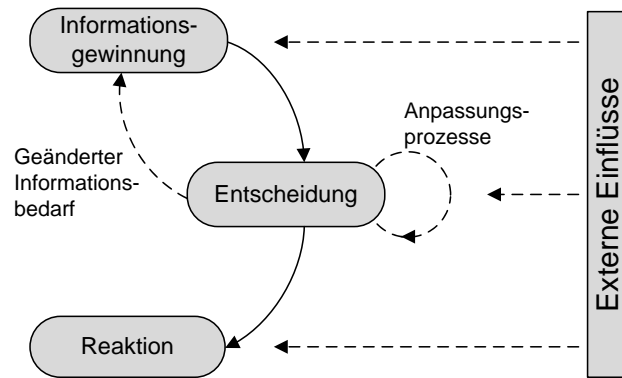 Informations-
gewinnung
Anpassungs-
prozesse
Geänderter
Informations-
bedarf
Entscheidung
Reaktion
Externe Einflüsse